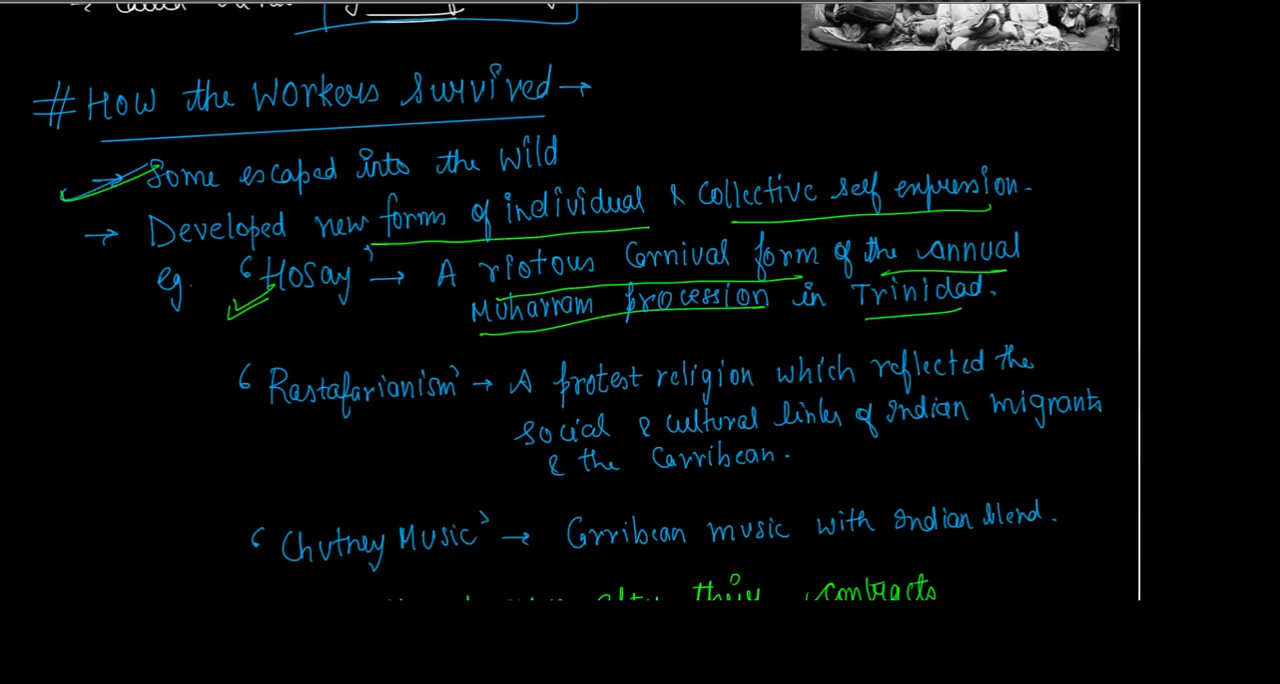 # How the Workers Survived →
→ Some escaped into the Wild
→ Developed new forms of individual & Collective self expression.
eg. 'Hosay' → A riotous Carnival form of the annual
Muharram procession in Trinidad.
'Rastafarianism' → A protest religion which reflected the
social & cultural links of Indian migrants
& the Carribean.
'Chutney Music' → Carribean music with Indian blend.
their contracts